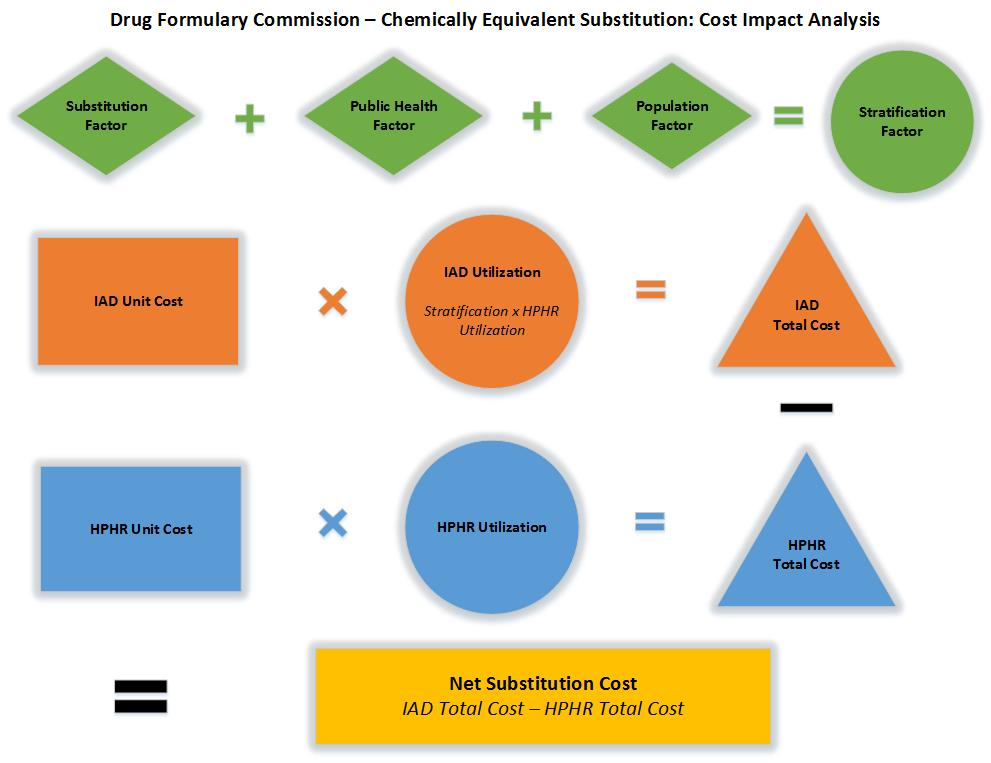 Drug Formulary Commission – Chemically Equivalent Substitution: Cost Impact Analysis
Substitution
Factor
+
Public Health
Factor
+
Population
Factor
=
Stratification
Factor
IAD Unit Cost
×
IAD Utilization
Stratification x HPHR
Utilization
=
IAD
Total Cost
–
HPHR Unit Cost
×
HPHR Utilization
=
HPHR
Total Cost
=
Net Substitution Cost
IAD Total Cost – HPHR Total Cost